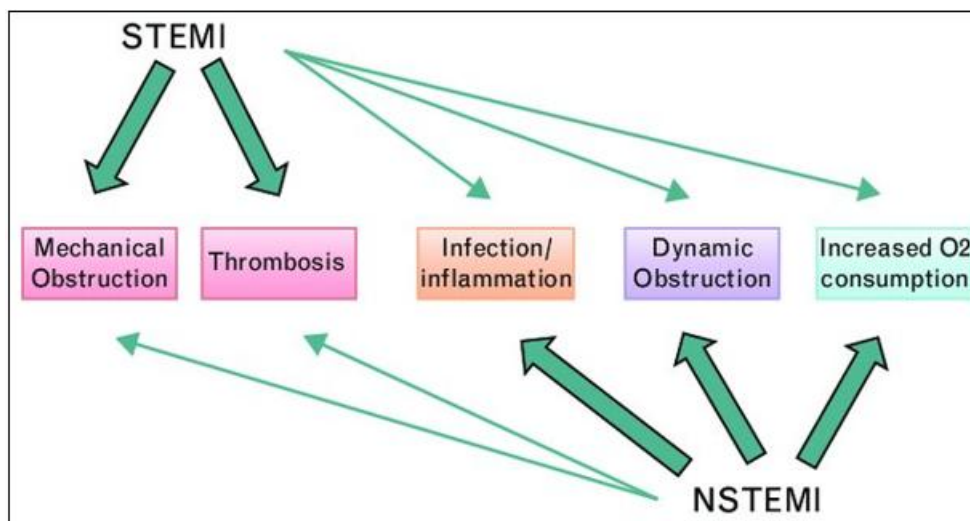 STEMI
Mechanical
Obstruction
Thrombosis
Infection/
inflammation
Dynamic
Obstruction
Increased O2
consumption
NSTEMI